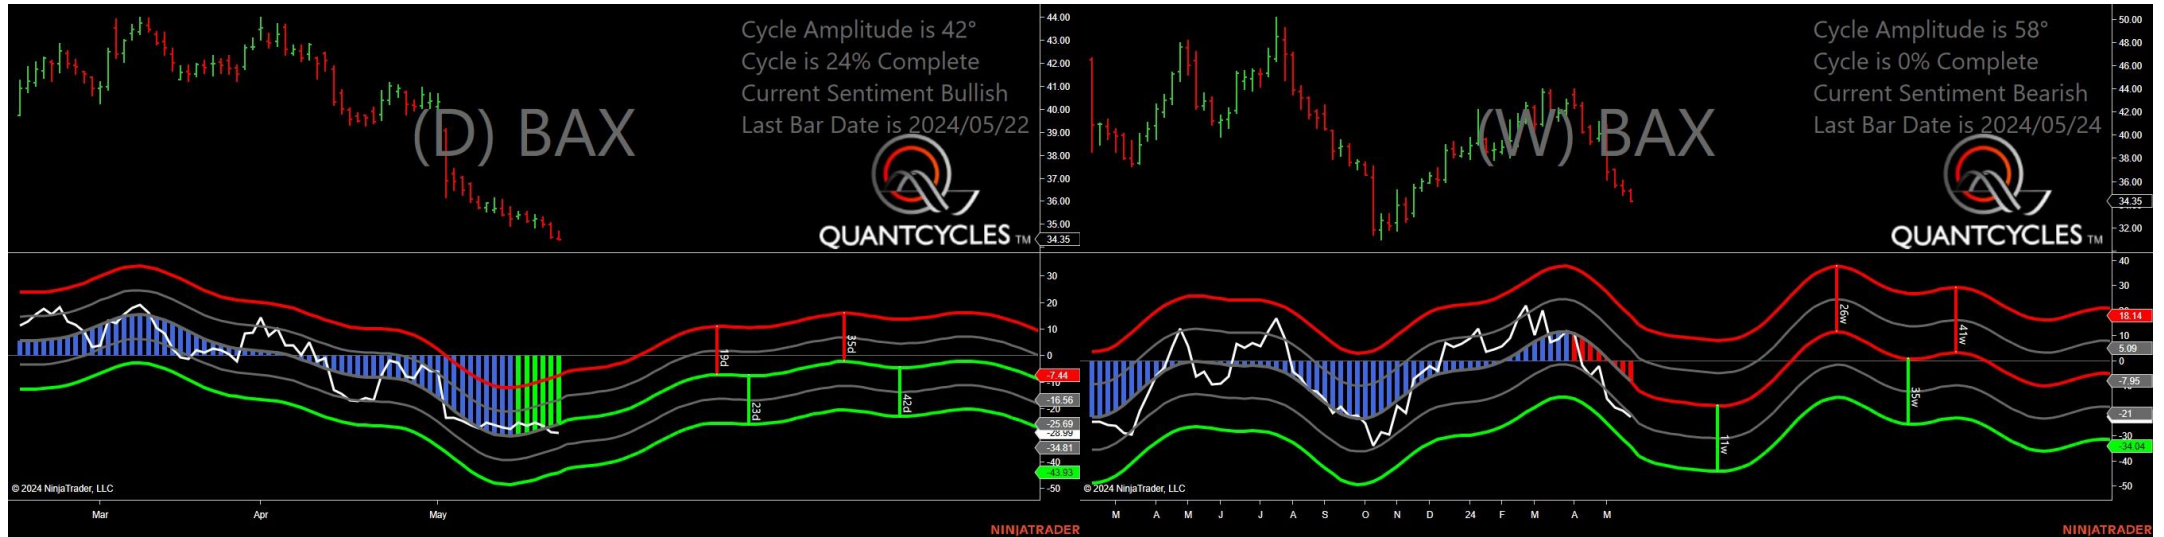 Cycle Amplitude is 42°
Cycle is 24% Complete
Current Sentiment Bullish
Last Bar Date is 2024/05/22
(D) BAX
QUANTCYCLES TM
44.00
43.00
42.00
41.00
40.00
39.00
38.00
37.00
36.00
35.00
34.35
30
20
10
0
-7.44
-10
-16.56
-20
-25.69
-28.99
-34.81
-40
-43.93
-50
19d
23d
35d
42d
© 2024 NinjaTrader, LLC
Mar Apr May
NINJATRADER
Cycle Amplitude is 58°
Cycle is 0% Complete
Current Sentiment Bearish
Last Bar Date is 2024/05/24
(W) BAX
QUANTCYCLES TM
50.00
48.00
46.00
44.00
42.00
40.00
38.00
36.00
34.35
32.00
40
30
18.14
10
5.09
0
-7.95
-21
-30
-34.04
-40
-50
11w
26w
35w
41w
© 2024 NinjaTrader, LLC
M A M J J A S O N D 24 F M A M
NINJATRADER